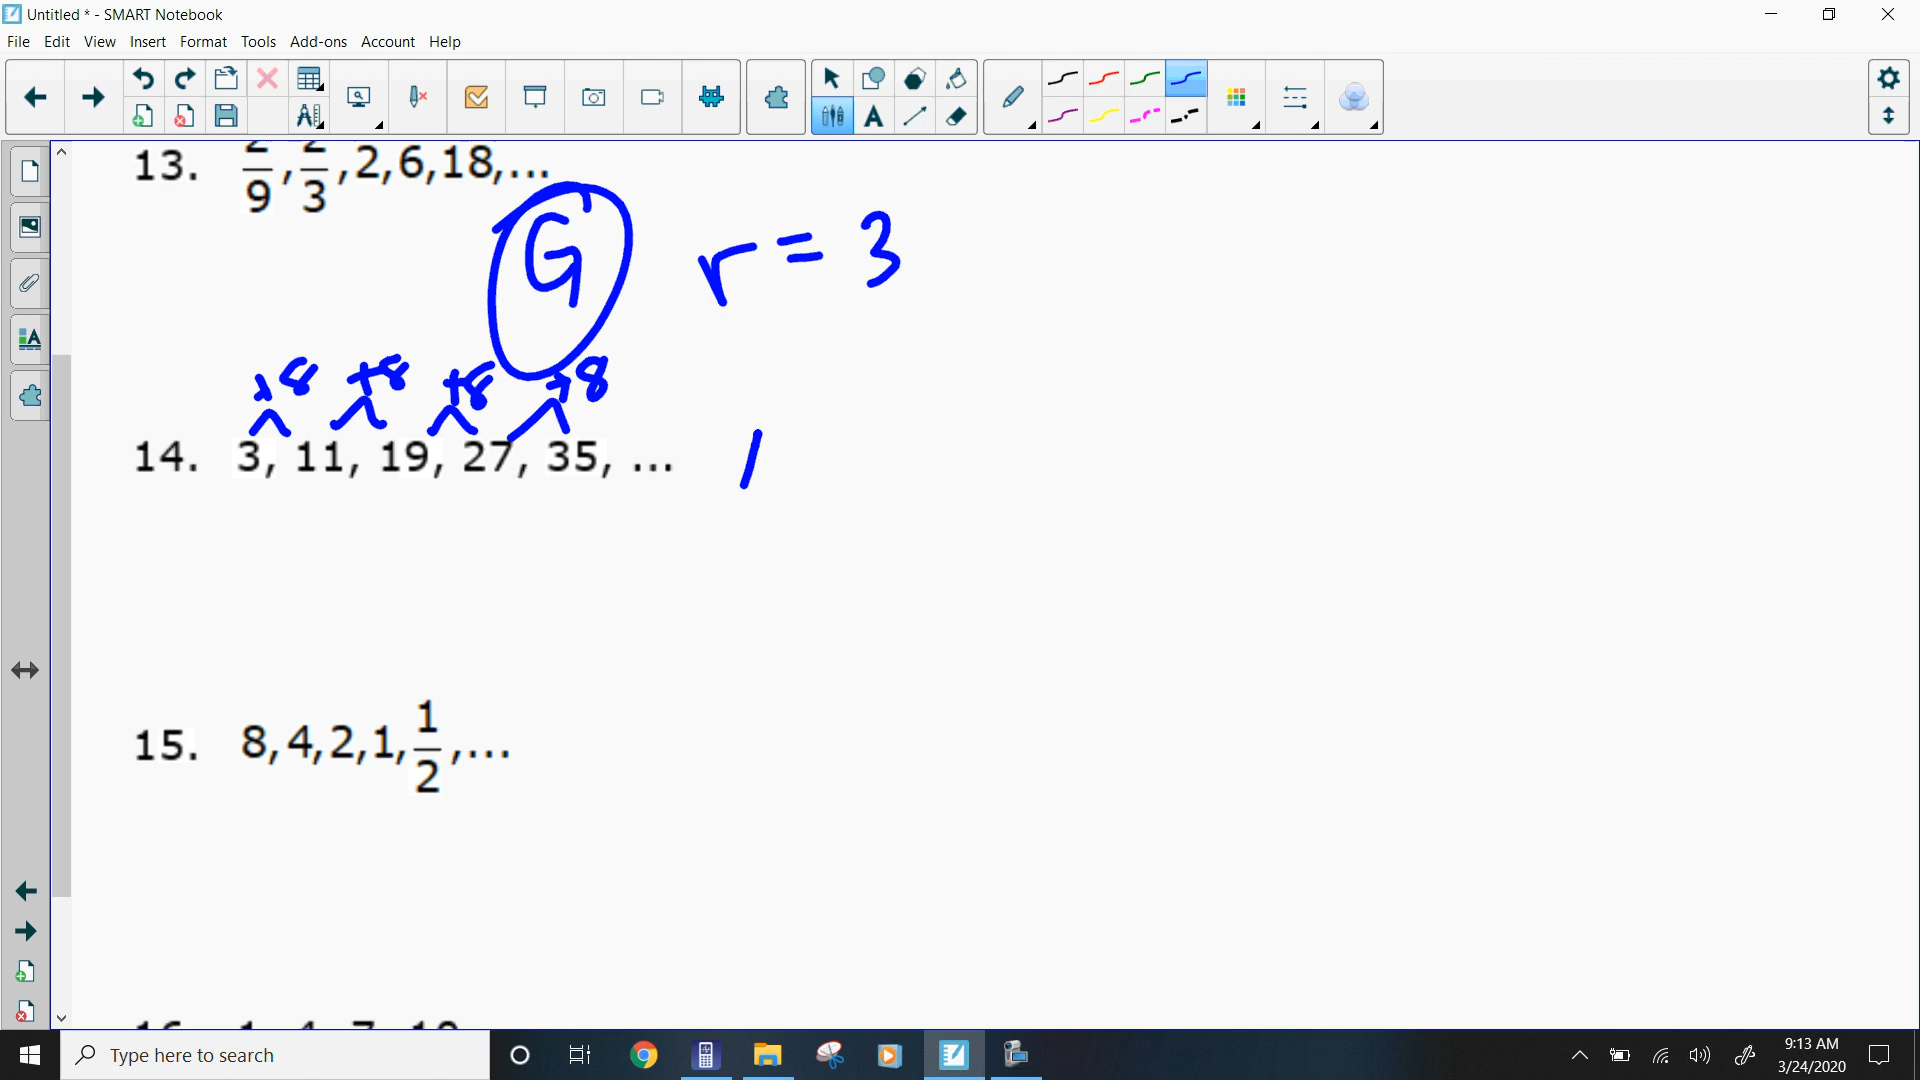 Untitled * - SMART Notebook
File Edit View Insert Format Tools Add-ons Account Help
13. 2/9, 2/3, 2, 6, 18, ...
G r = 3
+8 +8 +8 +8
14. 3, 11, 19, 27, 35, ...
15. 8, 4, 2, 1, 1/2, ...
Type here to search
9:13 AM
3/24/2020